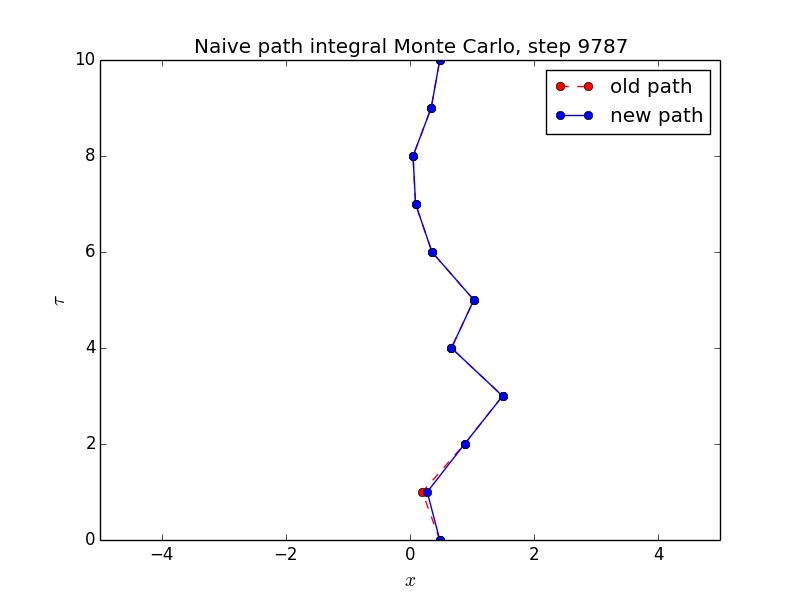 Naive path integral Monte Carlo, step 9787
old path
new path
10
8
6
4
2
0
τ
−4 −2 0 2 4
x